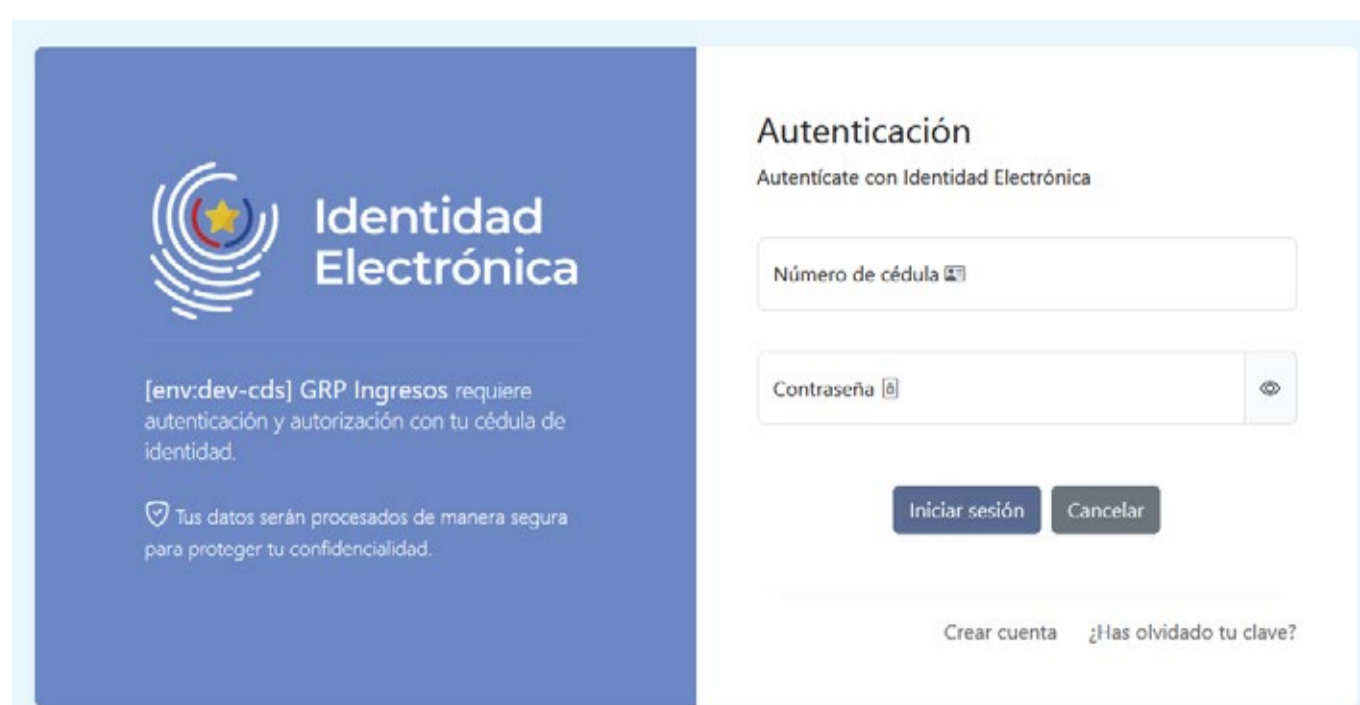 Identidad
Electrónica
[env:dev-cds] GRP Ingresos requiere
autenticación y autorización con tu cédula de
identidad.
Tus datos serán procesados de manera segura
para proteger tu confidencialidad.
Autenticación
Autentícate con Identidad Electrónica
Número de cédula
Contraseña
Iniciar sesión
Cancelar
Crear cuenta
¿Has olvidado tu clave?